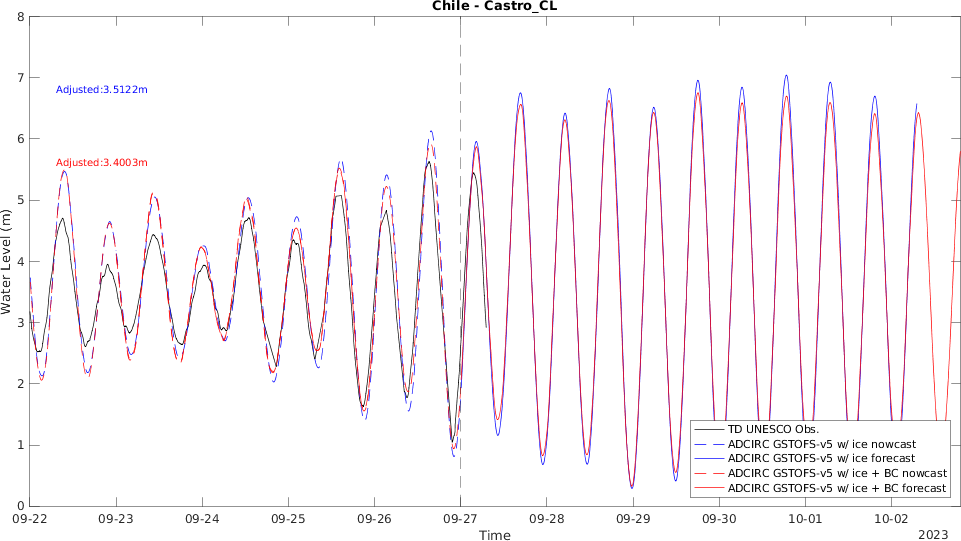 Chile - Castro_CL
8
7
6
5
4
3
2
1
0
Water Level (m)
Adjusted:3.5122m
Adjusted:3.4003m
TD UNESCO Obs.
ADCIRC GSTOFS-v5 w/ ice nowcast
ADCIRC GSTOFS-v5 w/ ice forecast
ADCIRC GSTOFS-v5 w/ ice + BC nowcast
ADCIRC GSTOFS-v5 w/ ice + BC forecast
09-22 09-23 09-24 09-25 09-26 09-27 09-28 09-29 09-30 10-01 10-02
Time
2023